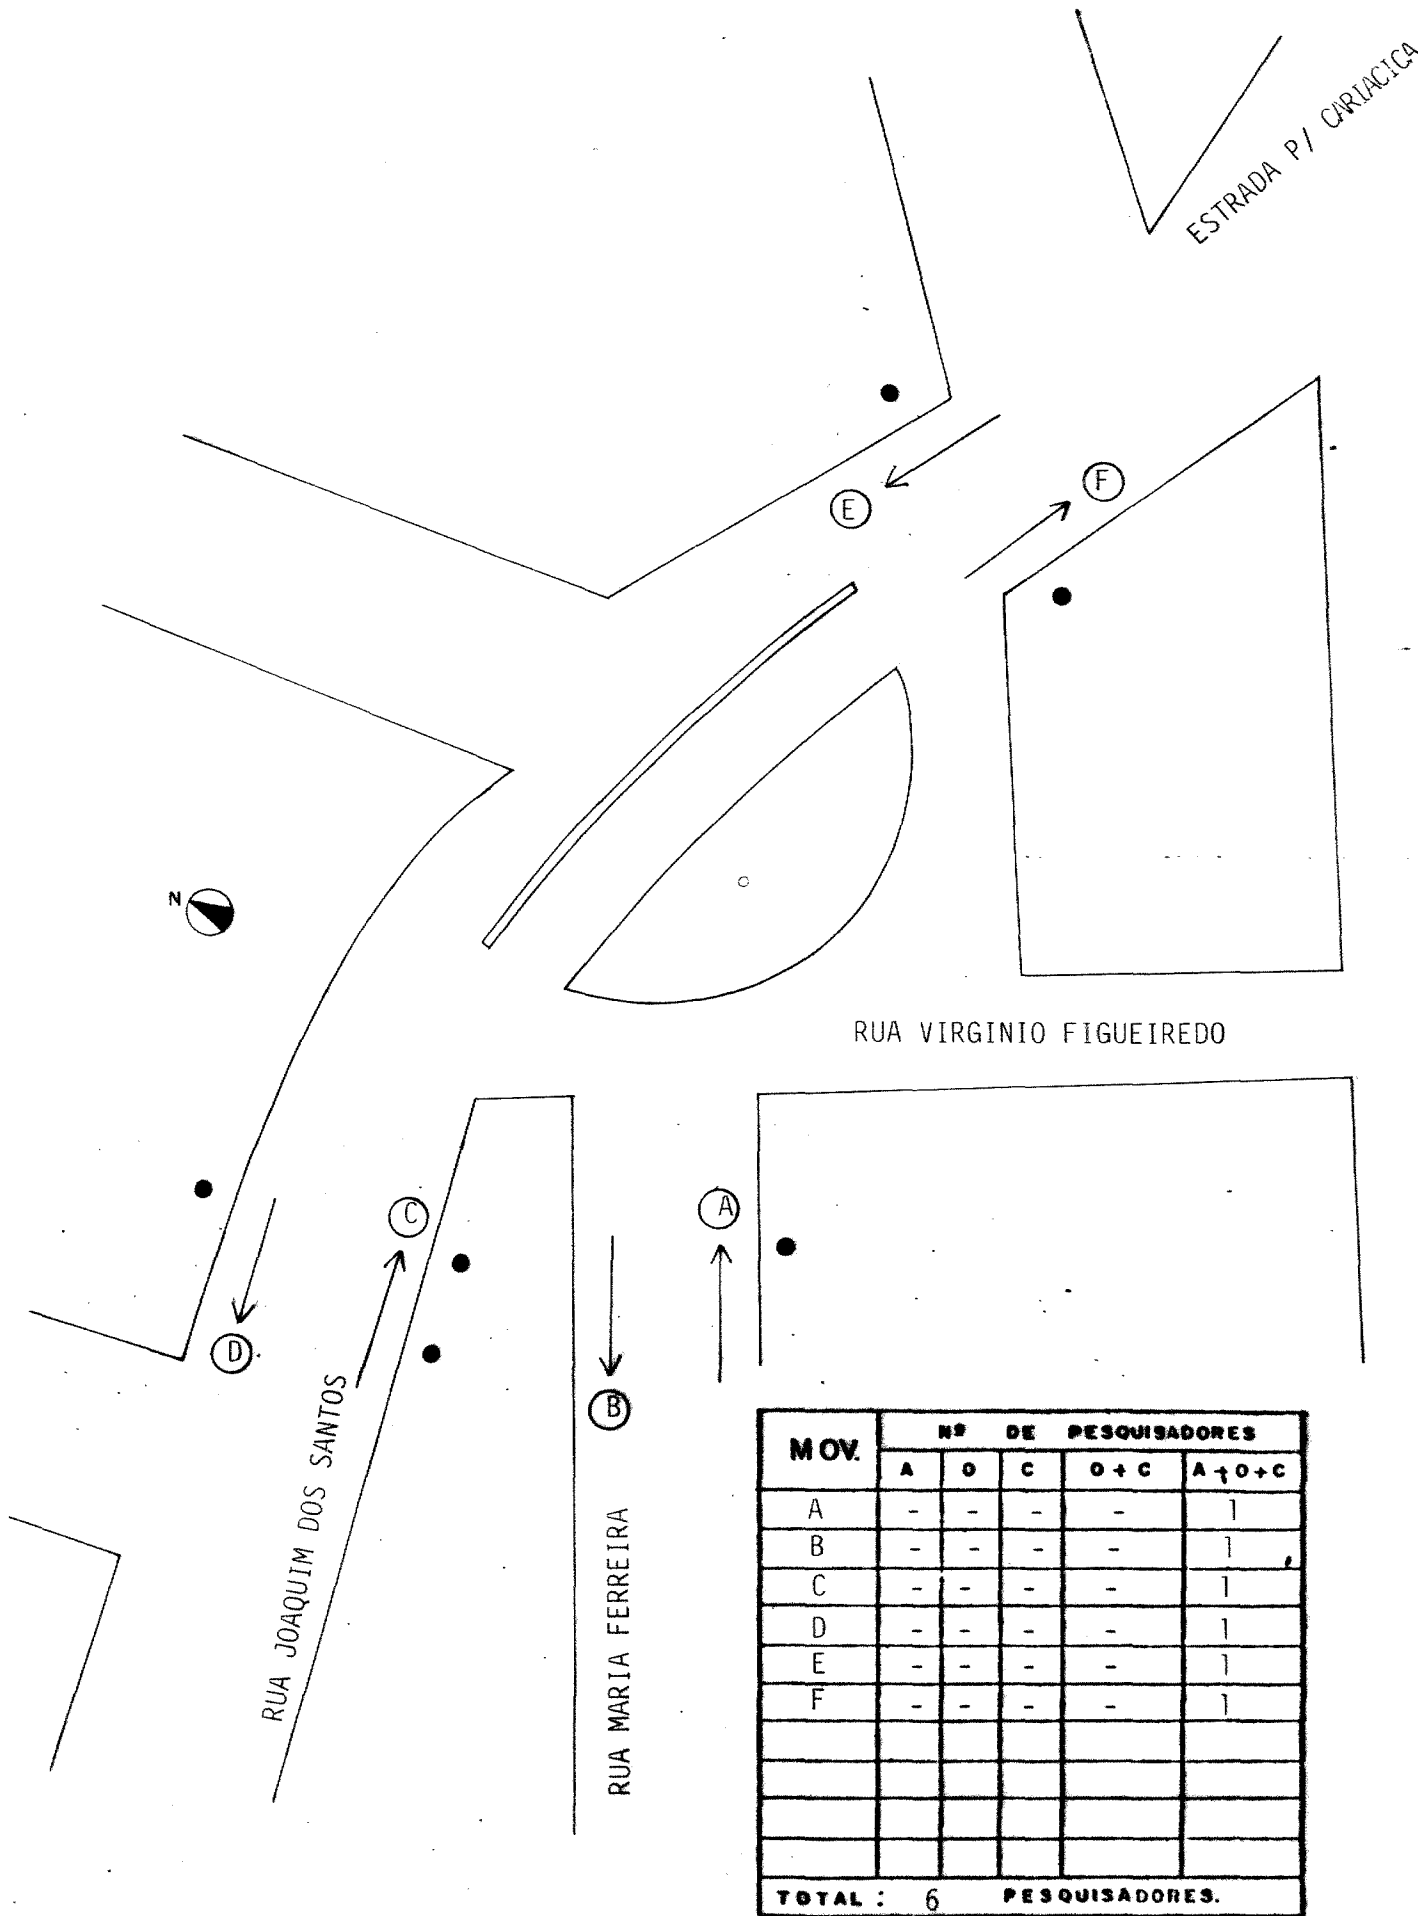 ESTRADA P/ CARIACICA
E
F
N
RUA VIRGINIO FIGUEIREDO
C
A
D
B
RUA JOAQUIM DOS SANTOS
RUA MARIA FERREIRA
MOV. Nº DE PESQUISADORES
A O C O + C A + O + C
A - - - - 1
B - - - - 1
C - - - - 1
D - - - - 1
E - - - - 1
F - - - - 1
TOTAL : 6 PESQUISADORES.